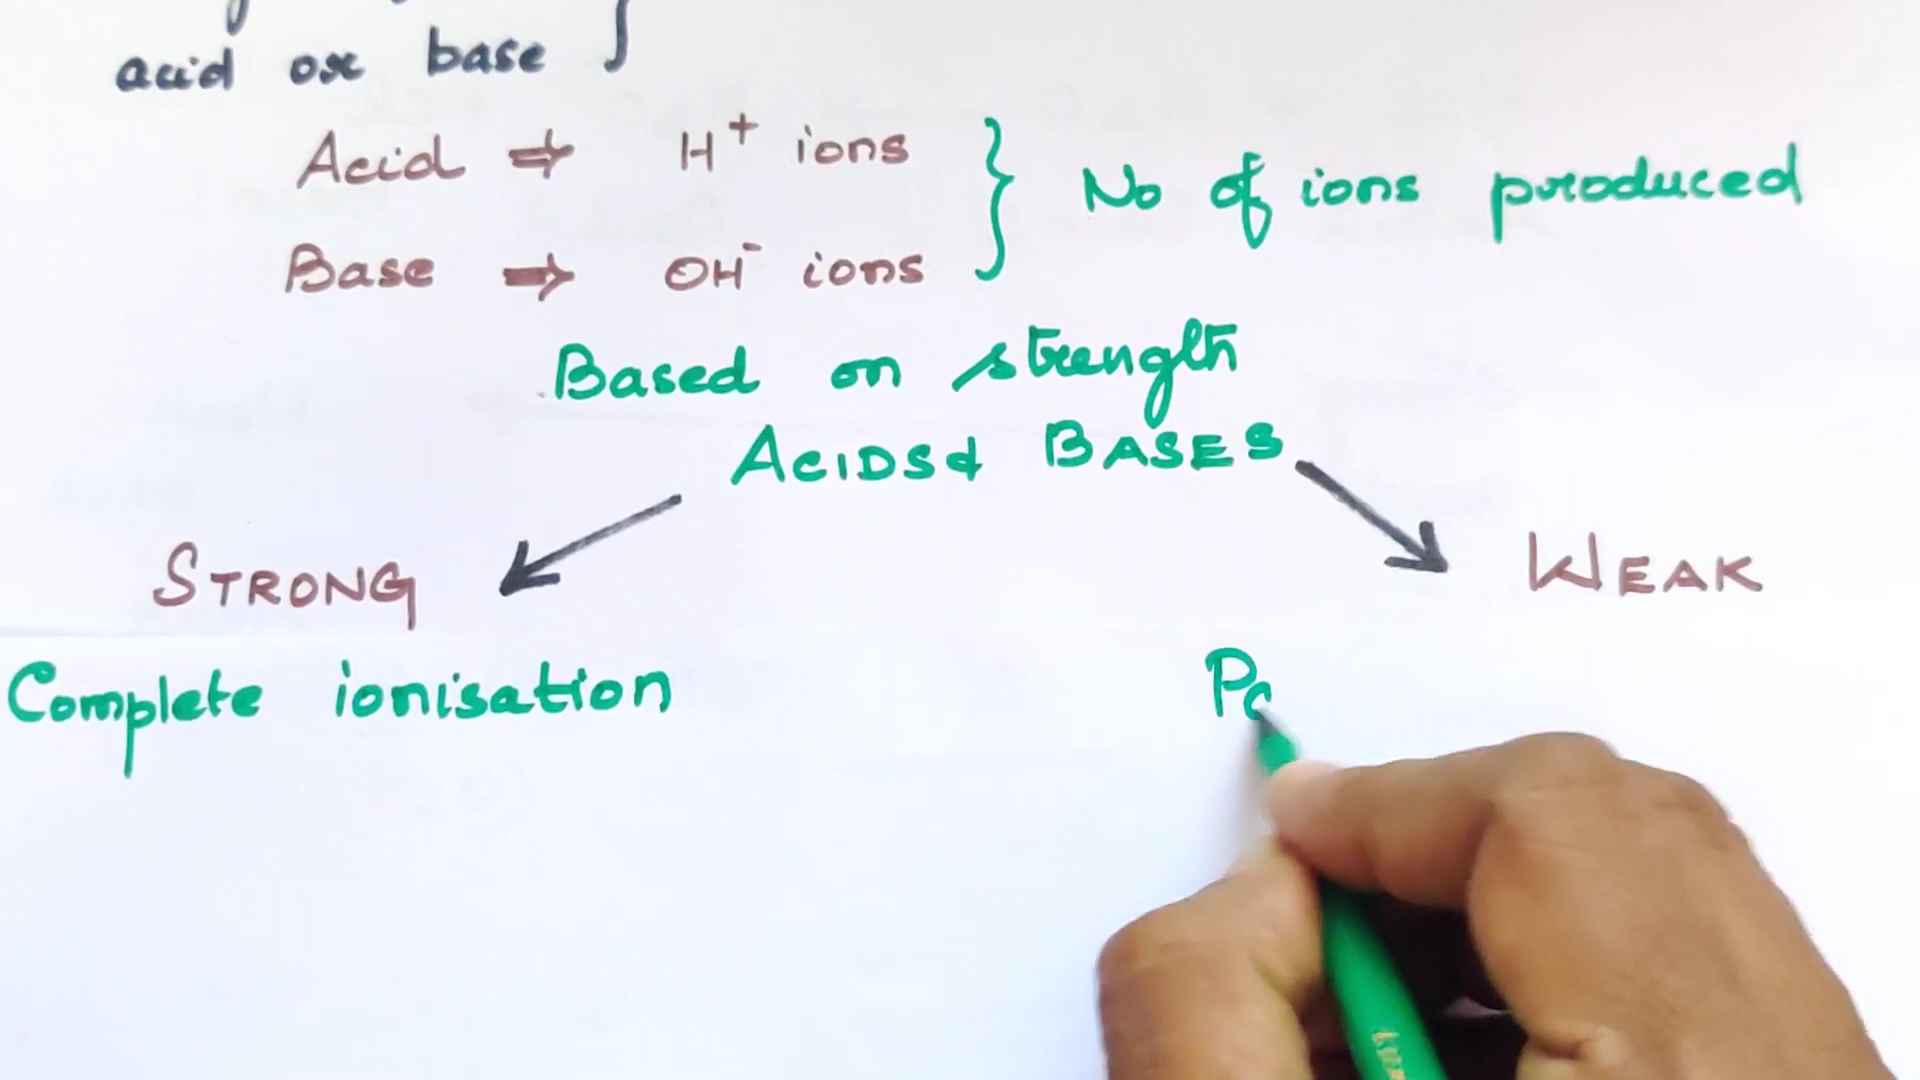 acid or base
Acid ⇒ H⁺ ions
Base ⇒ OH⁻ ions
} No of ions produced
Based on strength
ACIDS & BASES
STRONG
WEAK
Complete ionisation
Pa